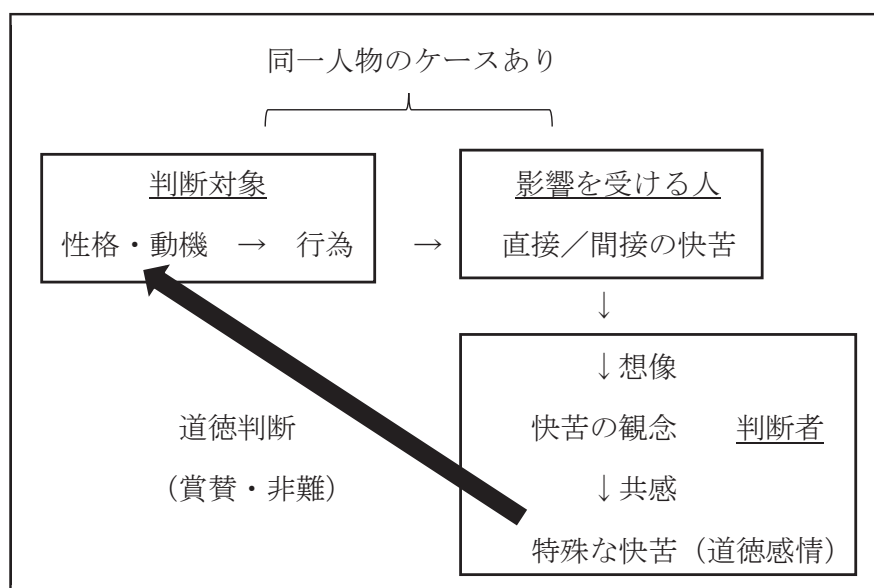 同一人物のケースあり
判断対象
性格・動機 → 行為 →
影響を受ける人
直接／間接の快苦
↓
↓想像
快苦の観念 判断者
↓共感
特殊な快苦（道徳感情）
道徳判断
（賞賛・非難）